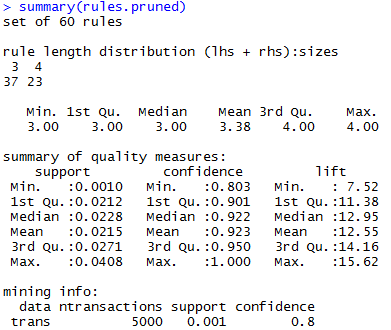 > summary(rules.pruned)
set of 60 rules
rule length distribution (lhs + rhs):sizes
 3  4
37 23
   Min. 1st Qu.  Median    Mean 3rd Qu.    Max.
   3.00    3.00    3.00    3.38    4.00    4.00
summary of quality measures:
    support         confidence         lift
 Min.   :0.0010   Min.   :0.803   Min.   : 7.52
 1st Qu.:0.0212   1st Qu.:0.901   1st Qu.:11.38
 Median :0.0228   Median :0.922   Median :12.95
 Mean   :0.0215   Mean   :0.923   Mean   :12.55
 3rd Qu.:0.0271   3rd Qu.:0.950   3rd Qu.:14.16
 Max.   :0.0408   Max.   :1.000   Max.   :15.62
mining info:
  data ntransactions support confidence
 trans          5000   0.001        0.8